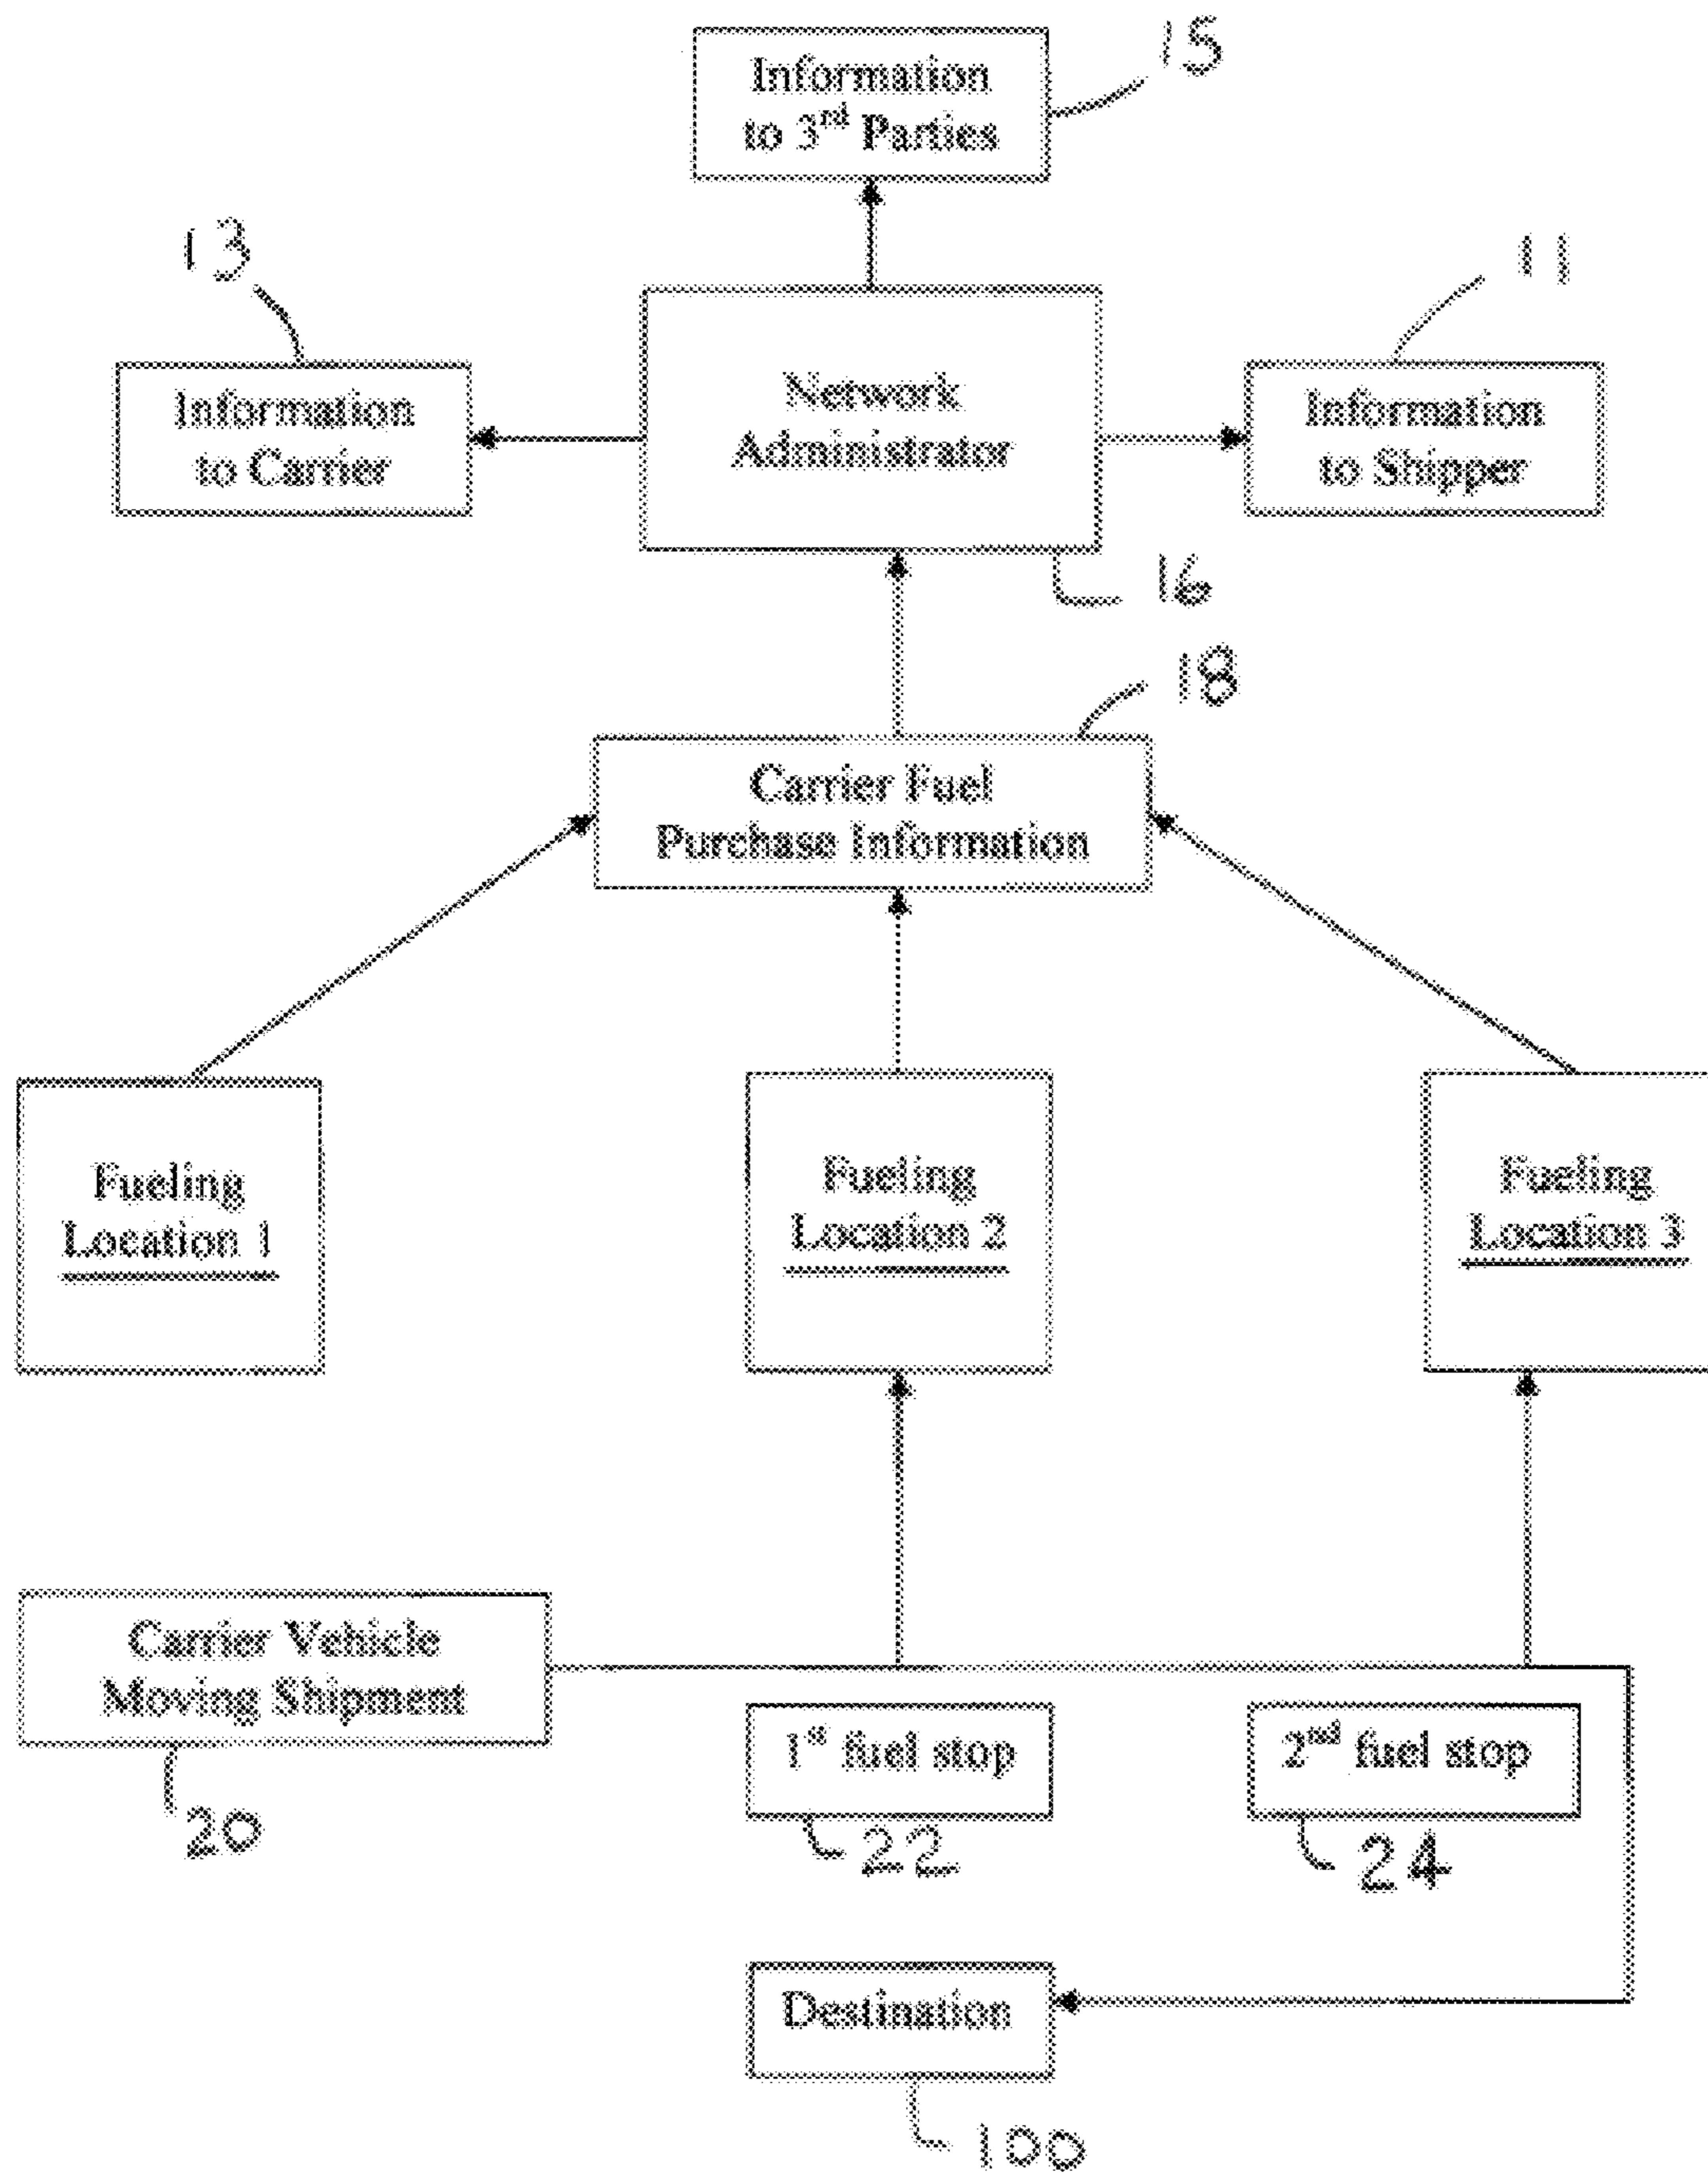 15
Information
to 3rd Parties
13
11
Information
to Carrier
Network
Administrator
Information
to Shipper
16
18
Carrier Fuel
Purchase Information
Fueling
Location 1
Fueling
Location 2
Fueling
Location 3
Carrier Vehicle
Moving Shipment
1st fuel stop
2nd fuel stop
20
22
24
Destination
100